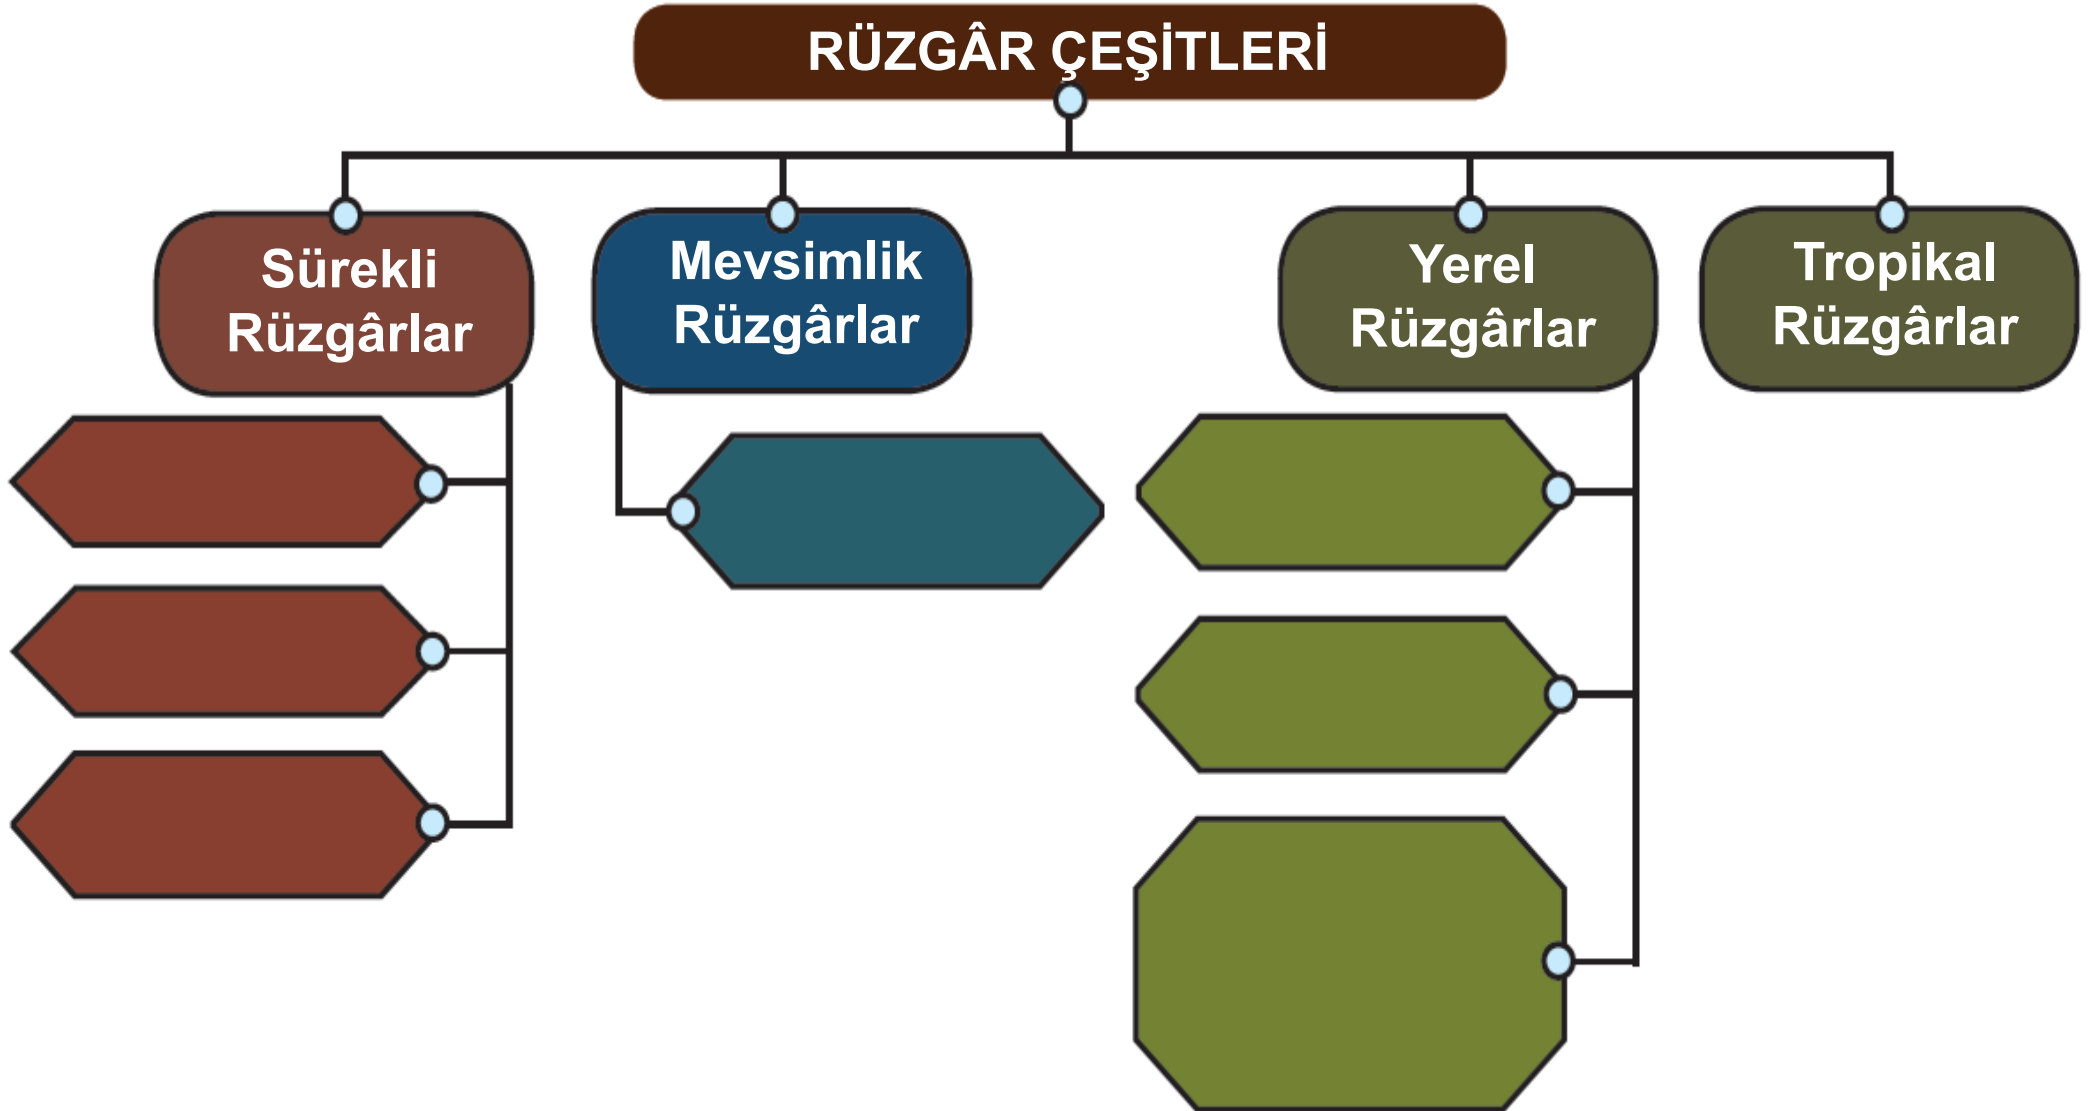 RÜZGÂR ÇEŞİTLERİ
Sürekli
Rüzgârlar
Mevsimlik
Rüzgârlar
Yerel
Rüzgârlar
Tropikal
Rüzgârlar